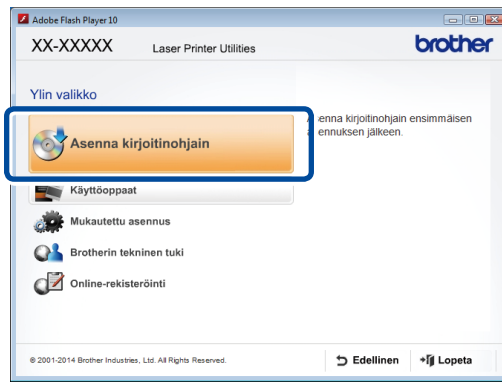 Adobe Flash Player 10
XX-XXXXX
Laser Printer Utilities
brother
Ylin valikko
Asenna kirjoitinohjain
enna kirjoitinohjain ensimmäisen
ennuksen jälkeen.
Käyttöoppaat
Mukautettu asennus
Brotherin tekninen tuki
Online-rekisteröinti
© 2001-2014 Brother Industries, Ltd. All Rights Reserved.
Edellinen
Lopeta